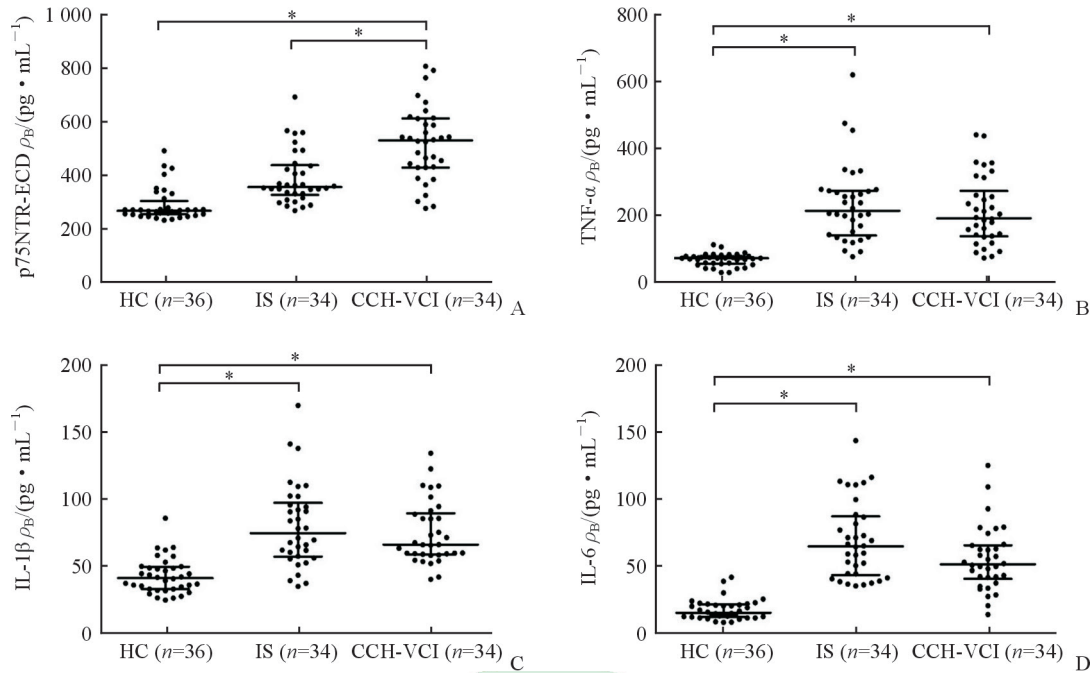 p75NTR-ECD ρB/(pg • mL−1)
1 000
800
600
400
200
0
*
*
HC (n=36)
IS (n=34)
CCH-VCI (n=34)
A
TNF-α ρB/(pg • mL−1)
800
600
400
200
0
*
*
HC (n=36)
IS (n=34)
CCH-VCI (n=34)
B
IL-1β ρB/(pg • mL−1)
200
150
100
50
0
*
*
HC (n=36)
IS (n=34)
CCH-VCI (n=34)
C
IL-6 ρB/(pg • mL−1)
200
150
100
50
0
*
*
HC (n=36)
IS (n=34)
CCH-VCI (n=34)
D